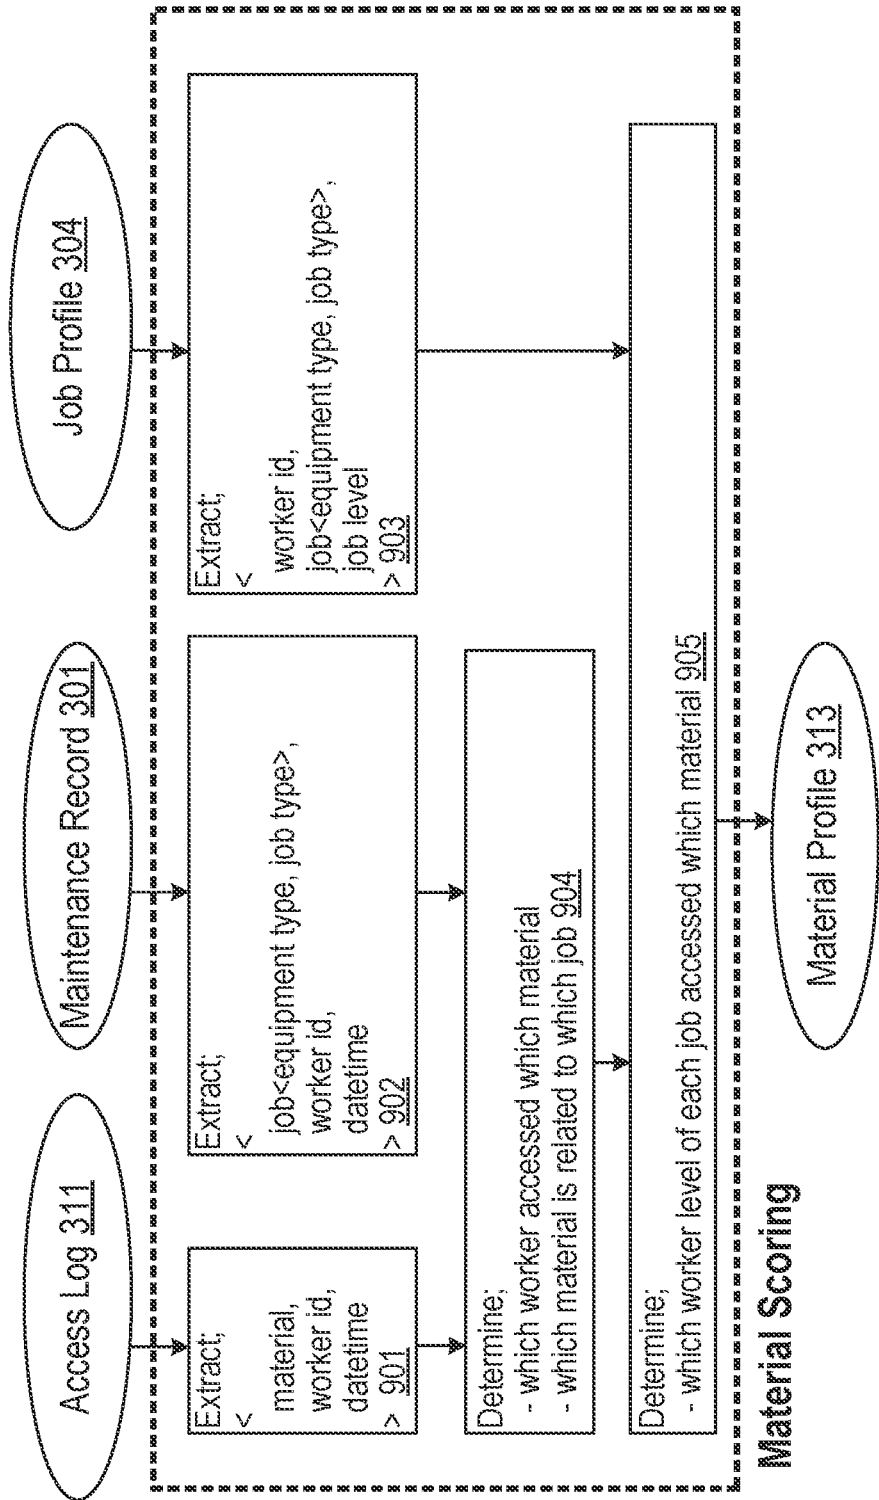 Access Log 311
Maintenance Record 301
Job Profile 304
Extract;
<
material,
worker id,
datetime
> 901
Extract;
<
job<equipment type, job type>,
worker id,
datetime
> 902
Extract;
<
worker id,
job<equipment type, job type>,
job level
> 903
Determine;
- which worker accessed which material
- which material is related to which job 904
Determine;
- which worker level of each job accessed which material 905
Material Scoring
Material Profile 313